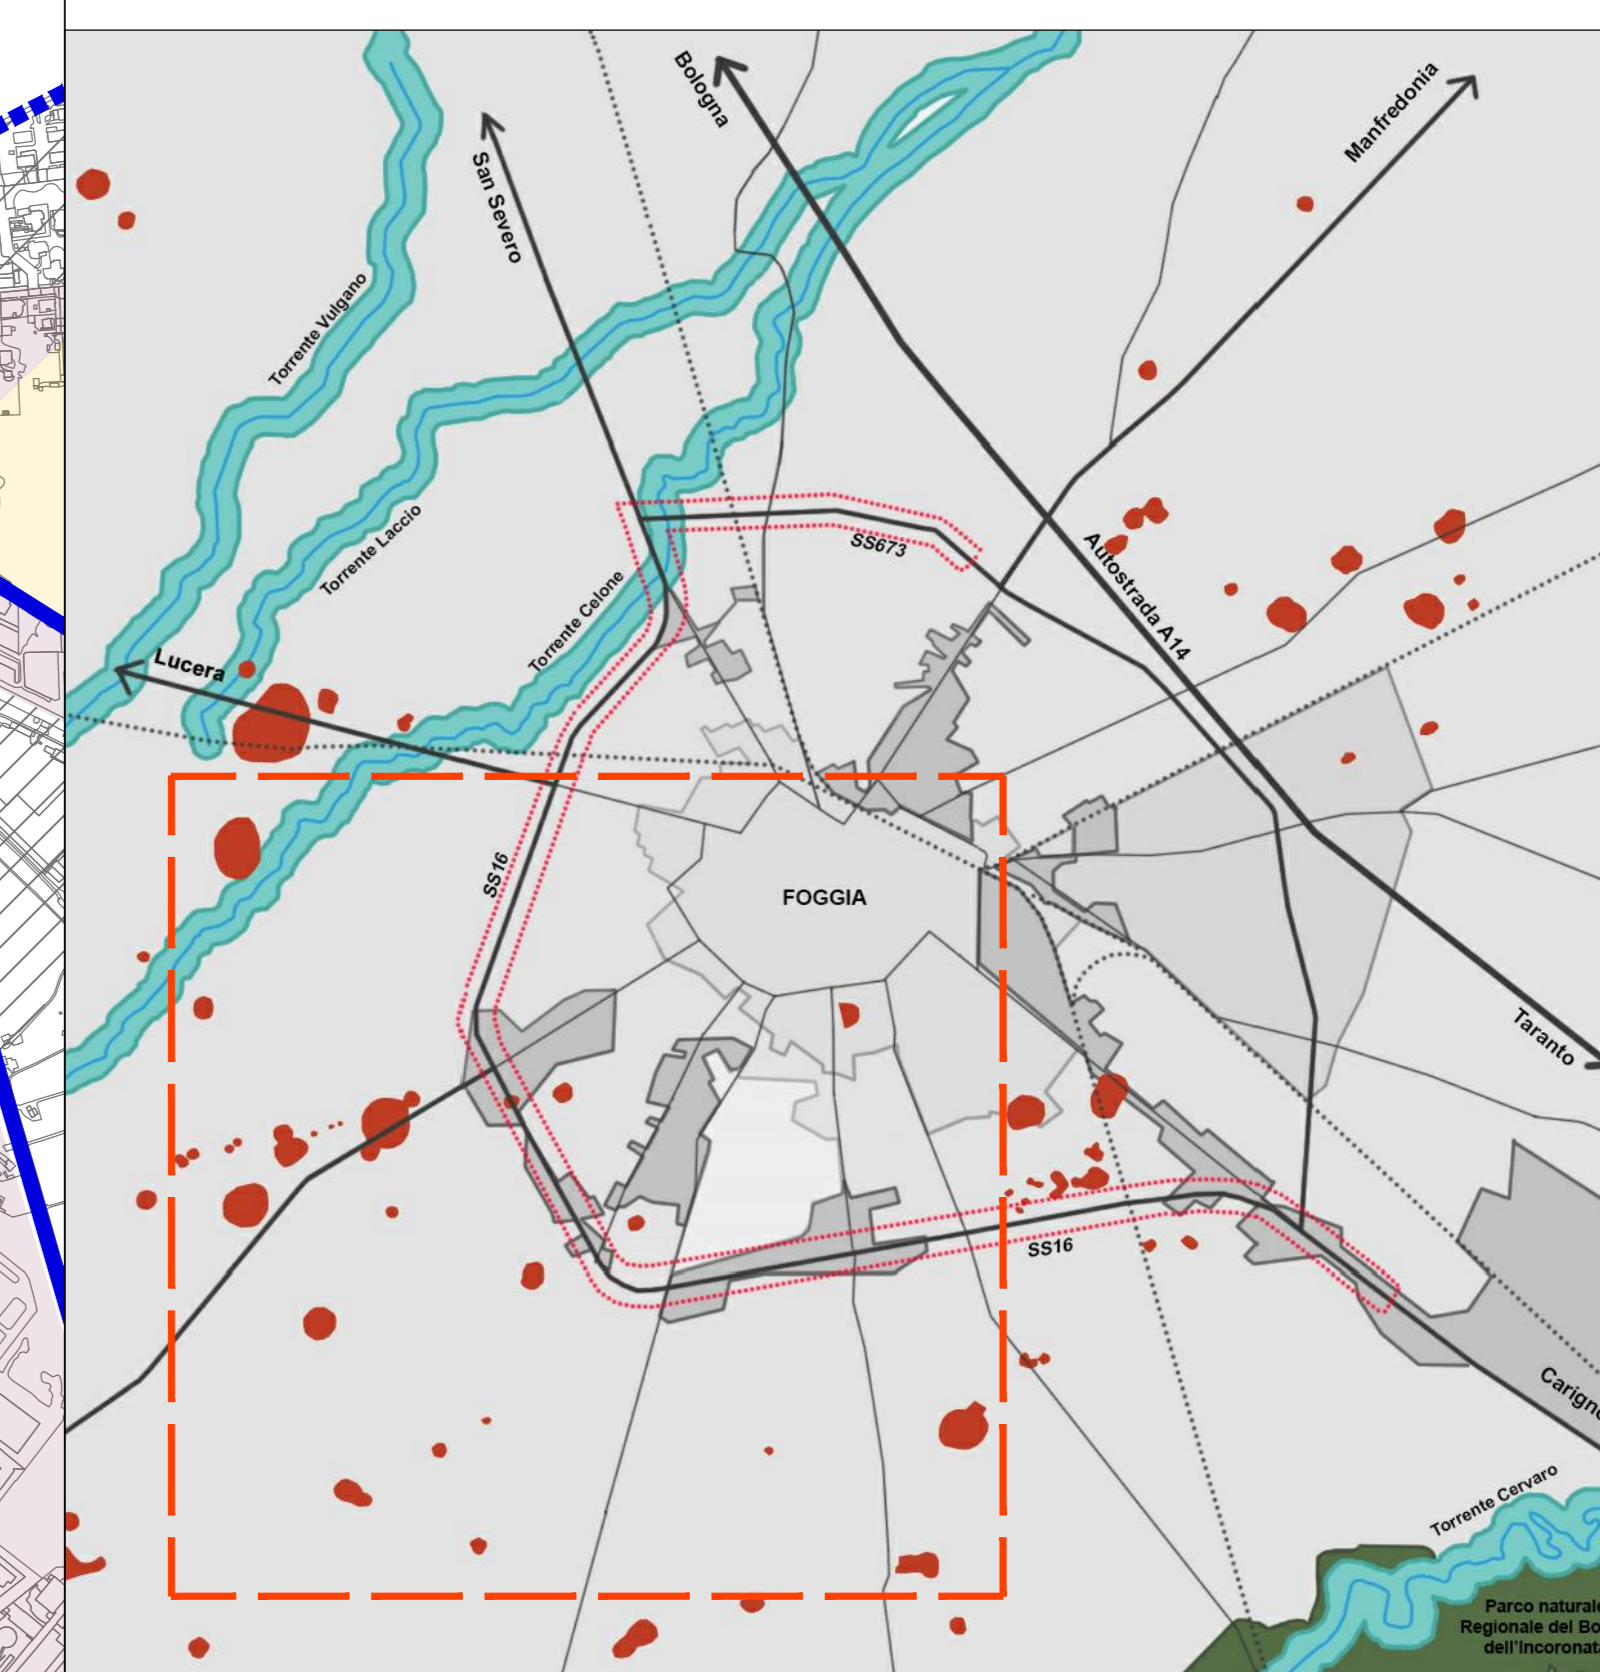 Bologna
Manfredonia
San Severo
Torrente Vulgano
Torrente Laccio
SS673
Autostrada A14
Torrente Celone
Lucera
SS16
FOGGIA
Taranto
SS16
Torrente Cervaro
Parco naturale
Regionale del Bo
dell'Incoronata